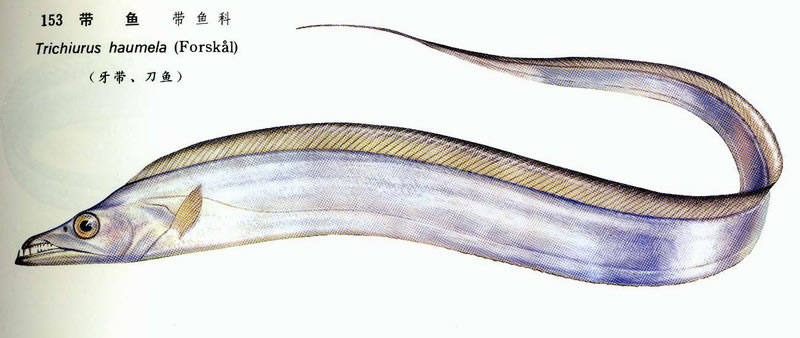 153 带 鱼 带 鱼 科
Trichiurus haumela (Forskål)
（牙带、刀鱼）